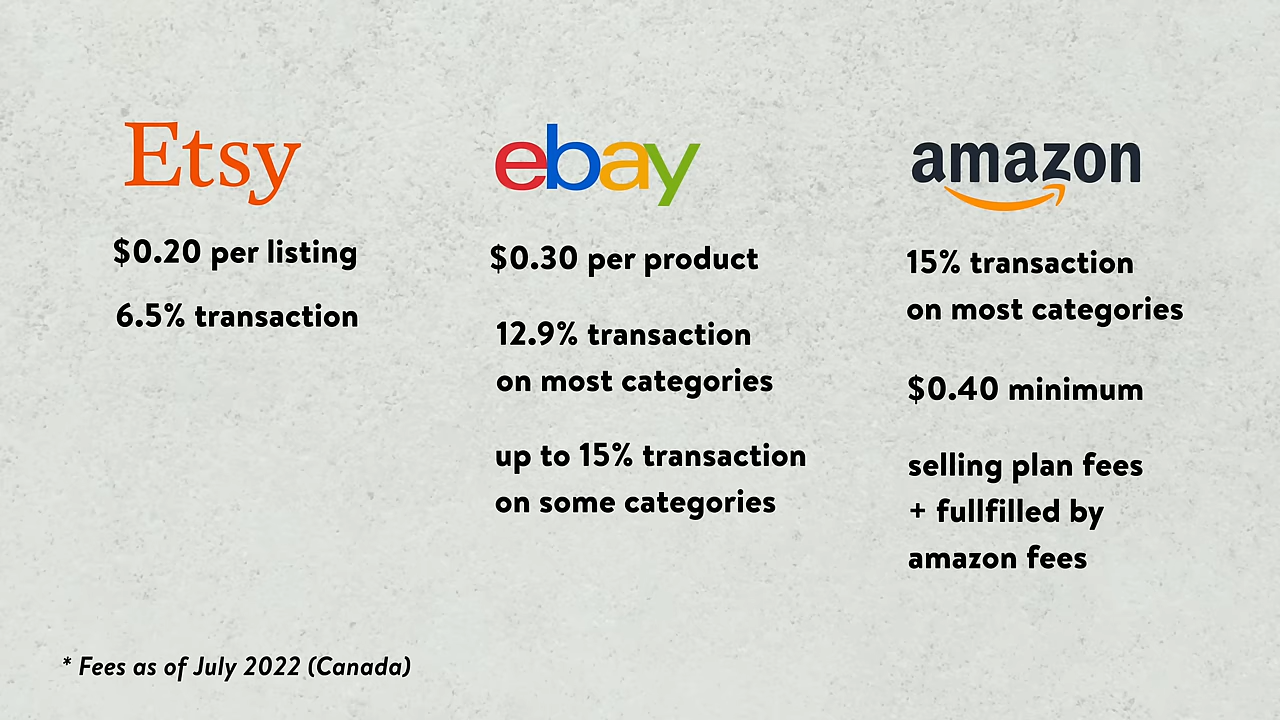 Etsy
$0.20 per listing
6.5% transaction
ebay
$0.30 per product
12.9% transaction
on most categories
up to 15% transaction
on some categories
amazon
15% transaction
on most categories
$0.40 minimum
selling plan fees
+ fullfilled by
amazon fees
* Fees as of July 2022 (Canada)